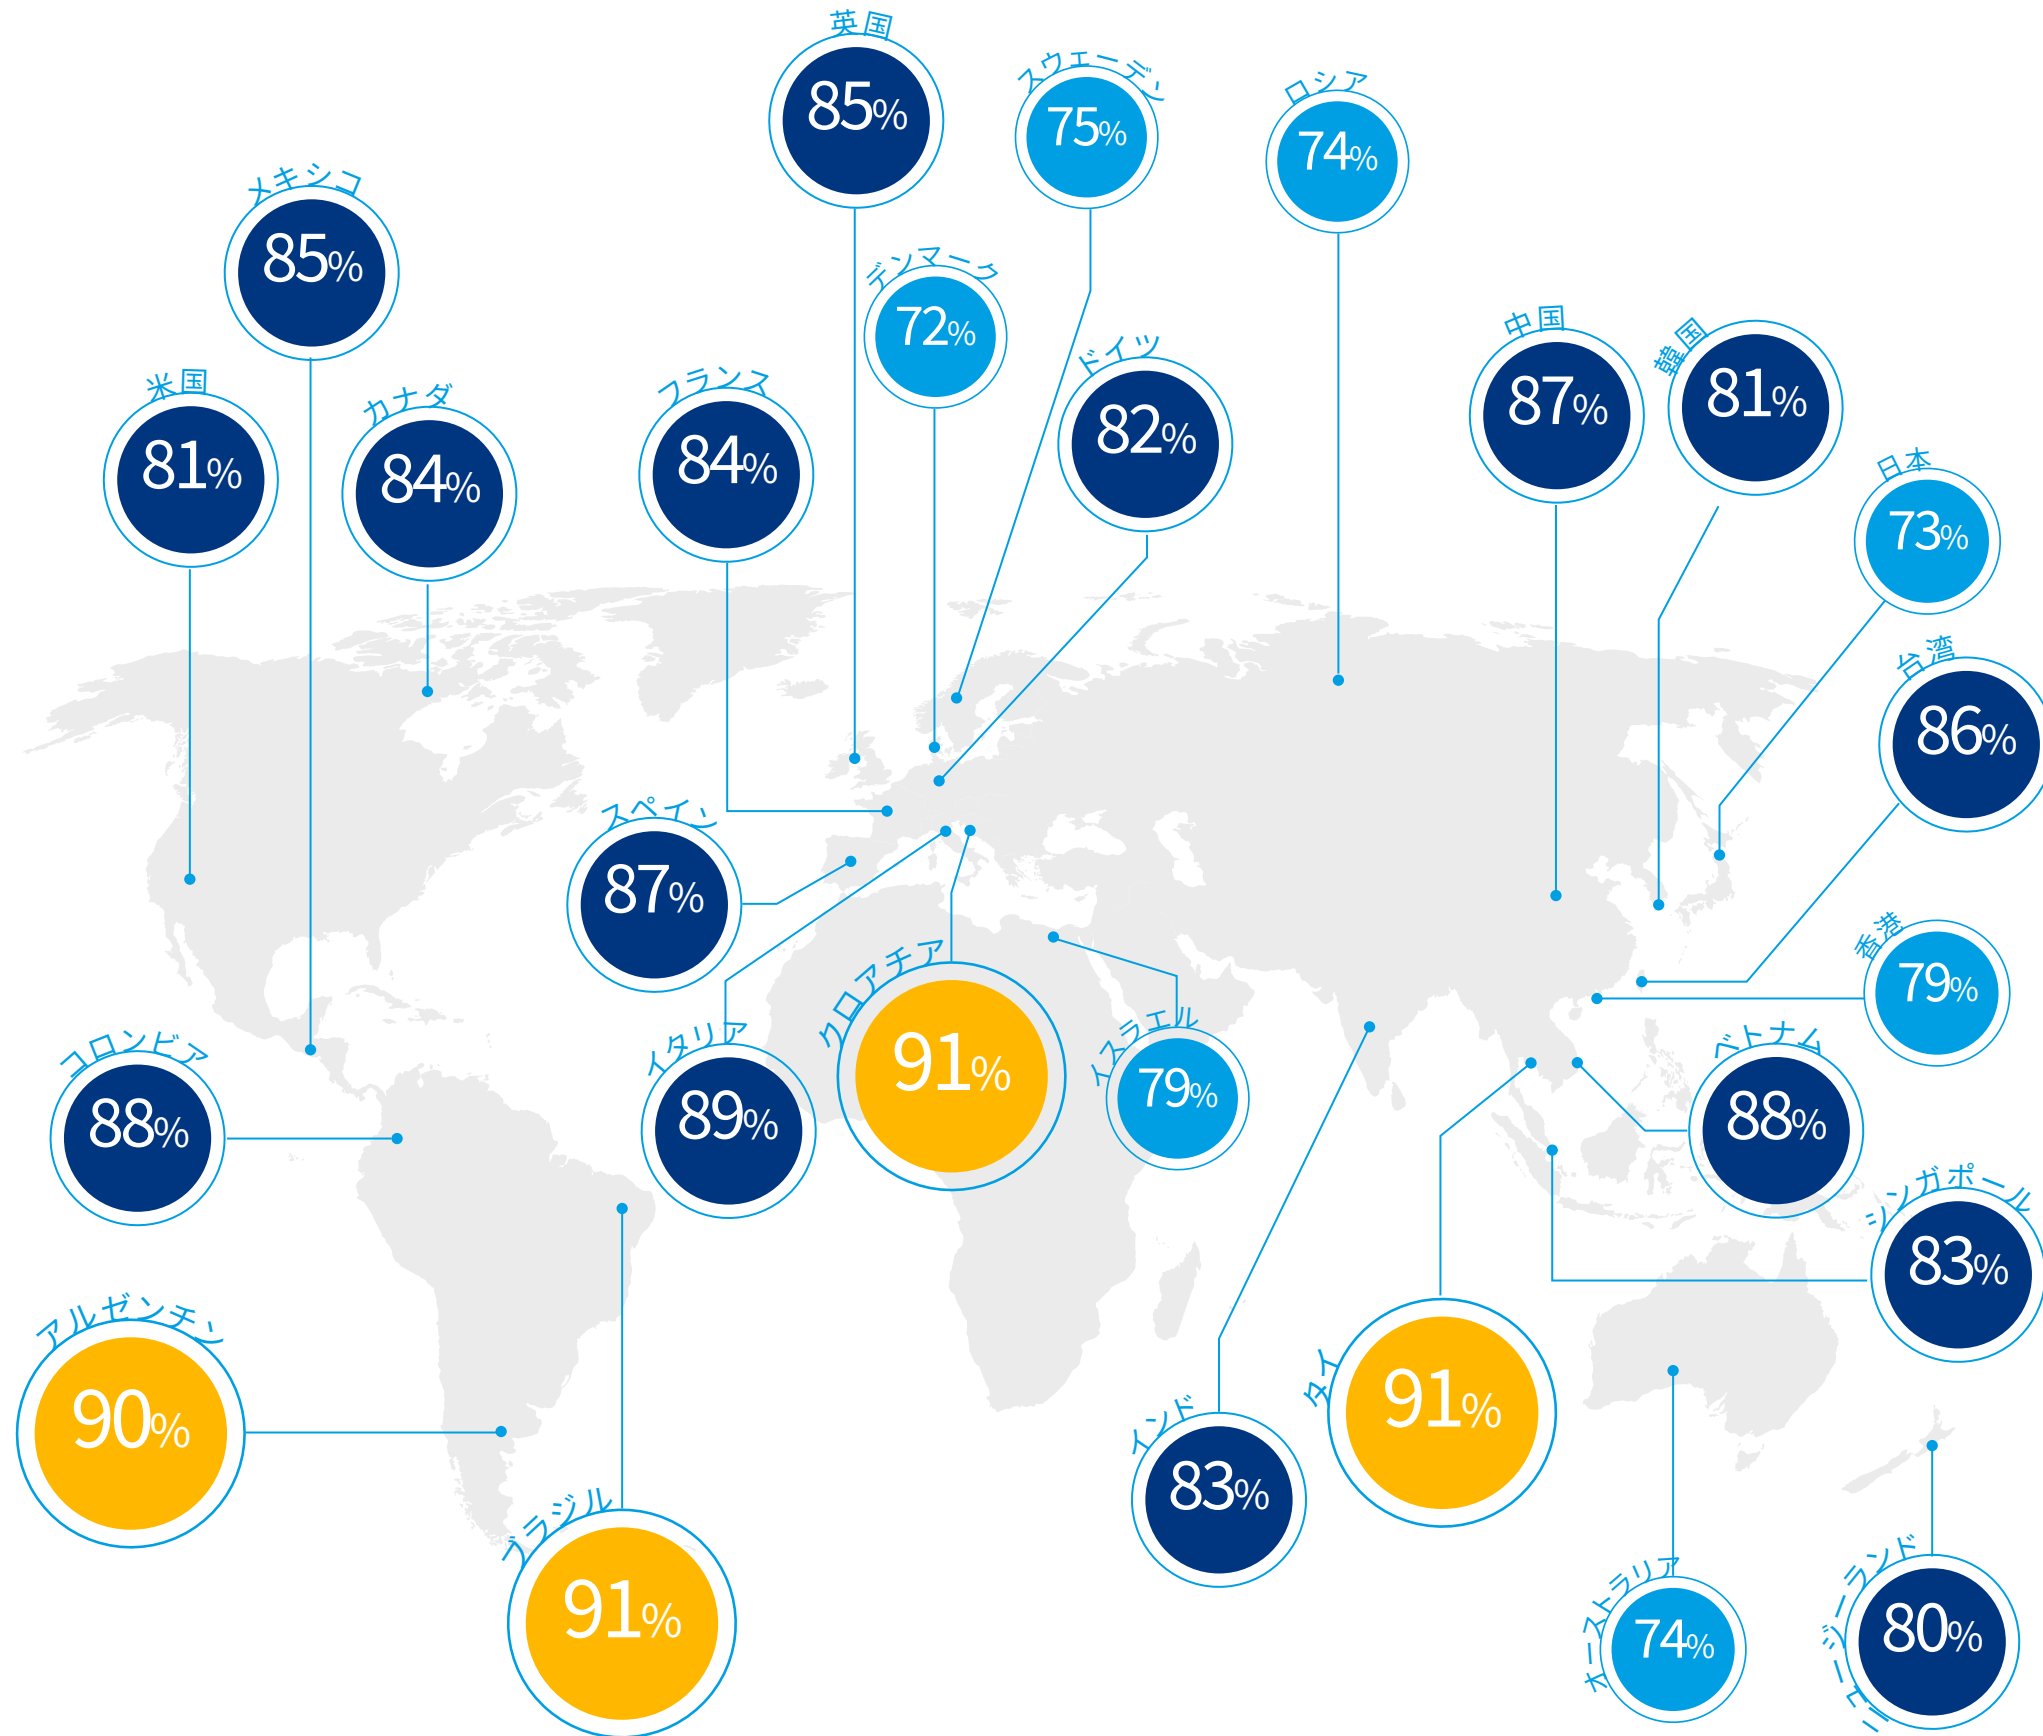 英国
85%
スウェーデン
75%
ロシア
74%
メキシコ
85%
デンマーク
72%
中国
87%
韓国
81%
米国
81%
カナダ
84%
フランス
84%
ドイツ
82%
日本
73%
台湾
86%
スペイン
87%
香港
79%
クロアチア
91%
コロンビア
88%
イタリア
89%
イスラエル
79%
ベトナム
88%
シンガポール
83%
アルゼンチン
90%
タイ
91%
インド
83%
ブラジル
91%
オーストラリア
74%
ニュージーランド
80%